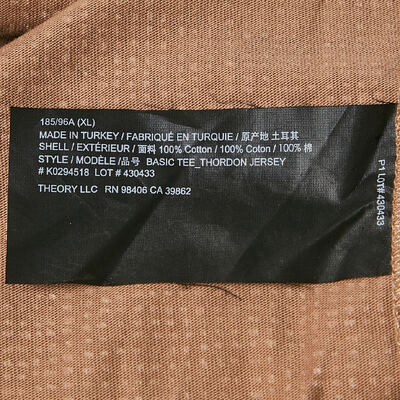 185/96A (XL)
MADE IN TURKEY / FABRIQUÉ EN TURQUIE / 原产地 土耳其
SHELL / EXTÉRIEUR / 面料 100% Cotton / 100% Coton / 100% 棉
STYLE / MODÈLE /品号 BASIC TEE_THORDON JERSEY
# K0294518 LOT # 430433
THEORY LLC RN 98406 CA 39862
P1 LOT# 430433